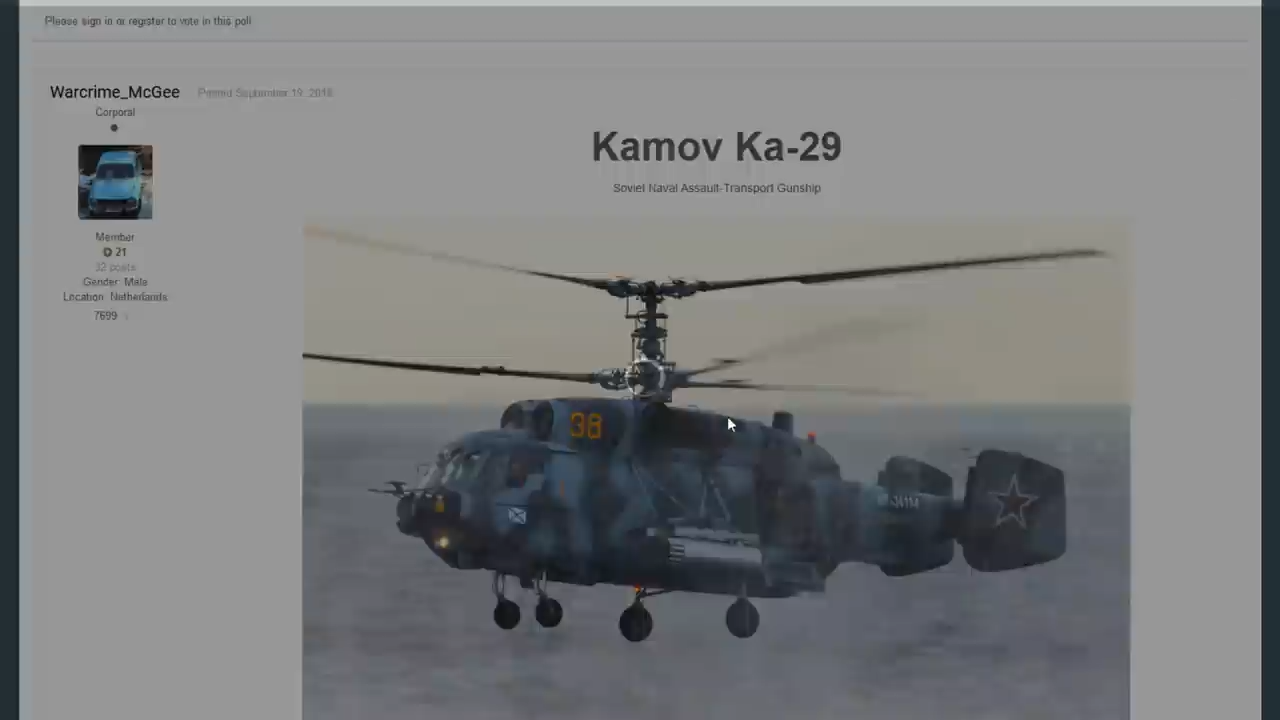 Please sign in or register to vote in this poll
Warcrime_McGee
Posted September 19, 2018
Corporal
Kamov Ka-29
Soviet Naval Assault-Transport Gunship
Member
21
32 posts
Gender: Male
Location: Netherlands
7699
38